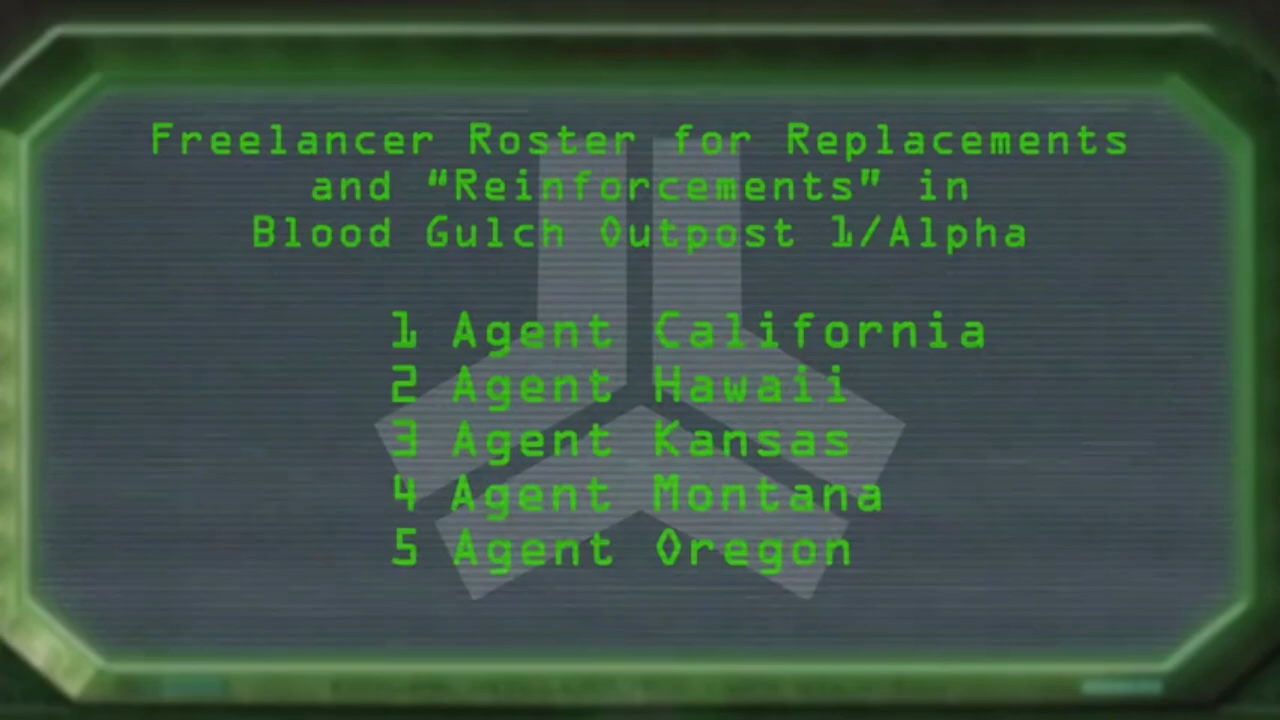 Freelancer Roster for Replacements
and “Reinforcements” in
Blood Gulch Outpost 1/Alpha
1 Agent California
2 Agent Hawaii
3 Agent Kansas
4 Agent Montana
5 Agent Oregon